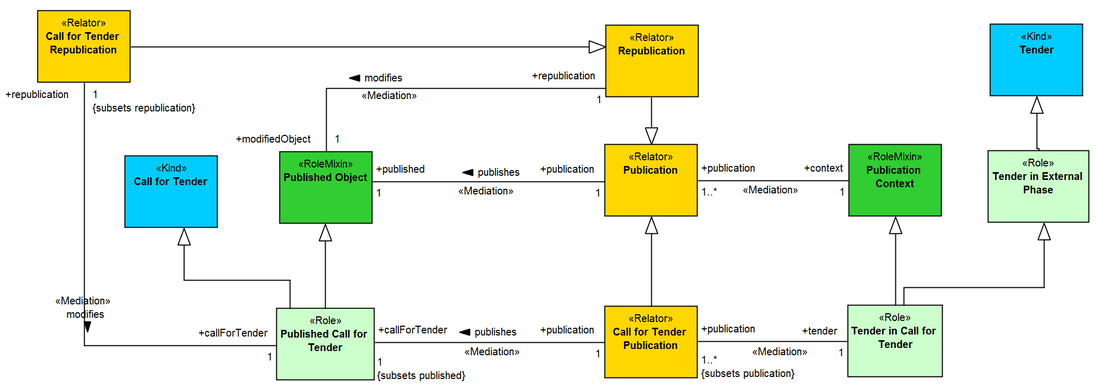 «Relator»
Call for Tender
Republication
«Relator»
Republication
«Kind»
Tender
+republication
1
{subsets republication}
modifies
+republication
«Mediation»
1
+modifiedObject
1
«Kind»
Call for Tender
«RoleMixin»
Published Object
+published
1
publishes
«Mediation»
+publication
1
«Relator»
Publication
+publication
1..*
«Mediation»
+context
1
«RoleMixin»
Publication
Context
«Role»
Tender in External
Phase
«Mediation»
modifies
+callForTender
1
«Role»
Published Call for
Tender
+callForTender
1
{subsets published}
publishes
«Mediation»
+publication
1
«Relator»
Call for Tender
Publication
+publication
1..*
{subsets publication}
«Mediation»
+tender
1
«Role»
Tender in Call for
Tender